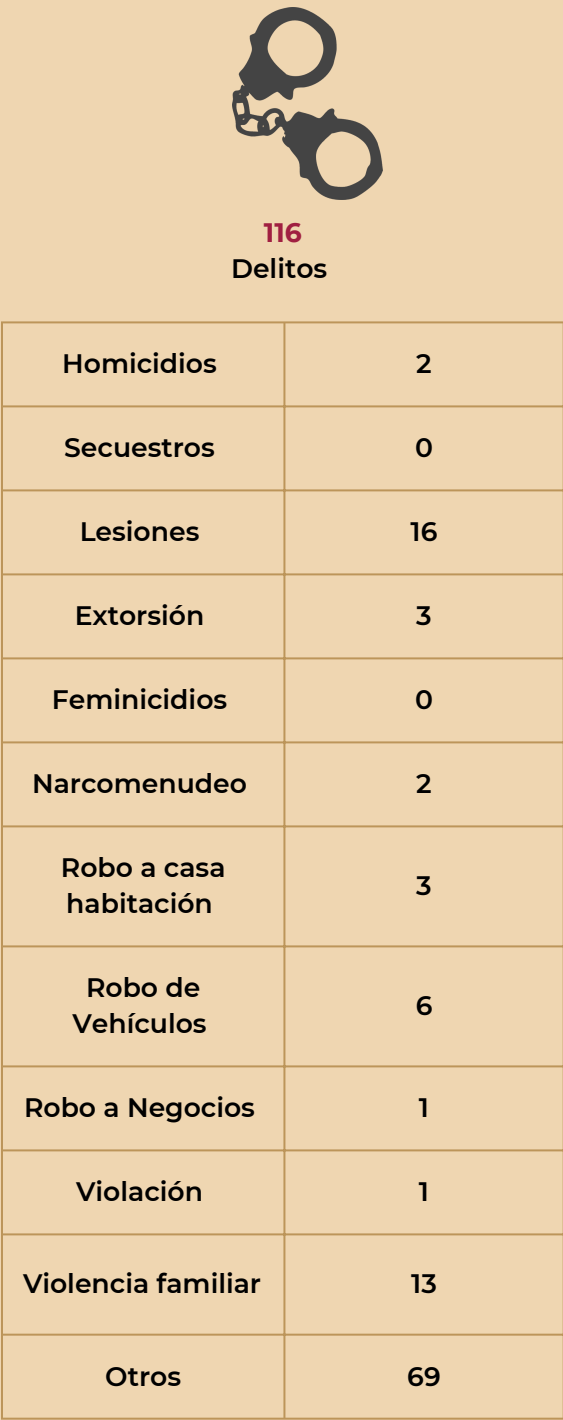 116
Delitos
Homicidios 2
Secuestros 0
Lesiones 16
Extorsión 3
Feminicidios 0
Narcomenudeo 2
Robo a casa
habitación 3
Robo de
Vehículos 6
Robo a Negocios 1
Violación 1
Violencia familiar 13
Otros 69